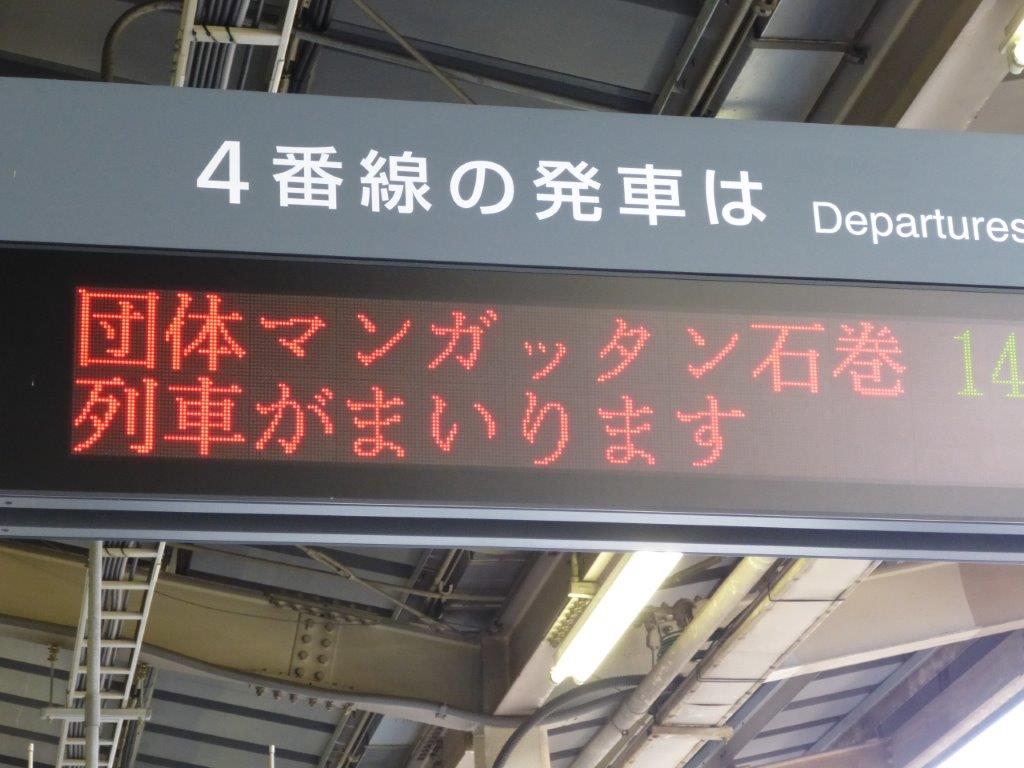 4番線の発車は Departures
団体マンガッタン石巻 14
列車がまいります